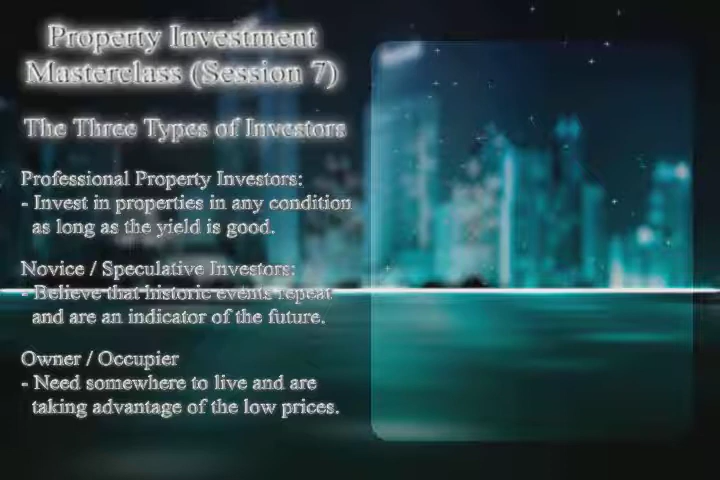 Property Investment
Masterclass (Session 7)
The Three Types of Investors
Professional Property Investors:
- Invest in properties in any condition
as long as the yield is good.
Novice / Speculative Investors:
- Believe that historic events repeat
and are an indicator of the future.
Owner / Occupier
- Need somewhere to live and are
taking advantage of the low prices.